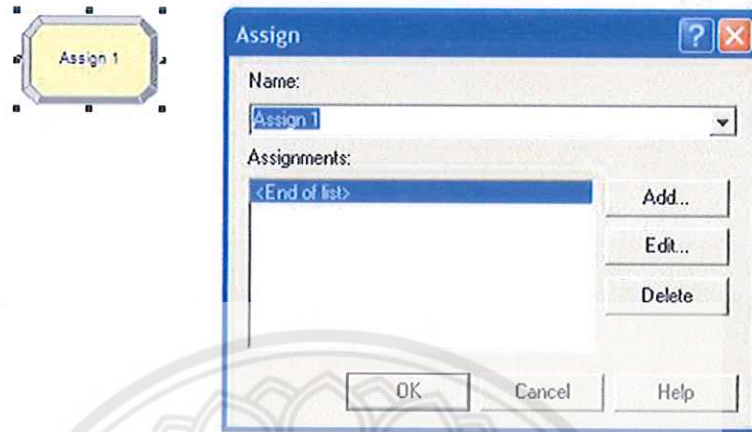 Assign 1
Assign
Name:
Assign 1
Assignments:
<End of list>
Add...
Edit...
Delete
OK
Cancel
Help